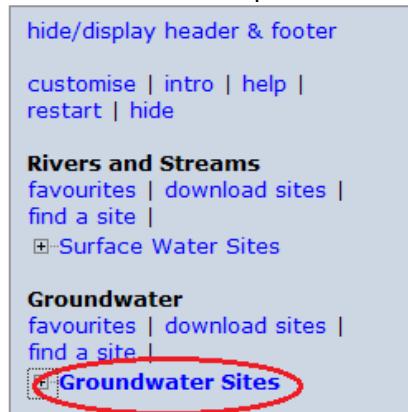 hide/display header & footer
customise | intro | help |
restart | hide
Rivers and Streams
favourites | download sites |
find a site |
Surface Water Sites
Groundwater
favourites | download sites |
find a site |
Groundwater Sites